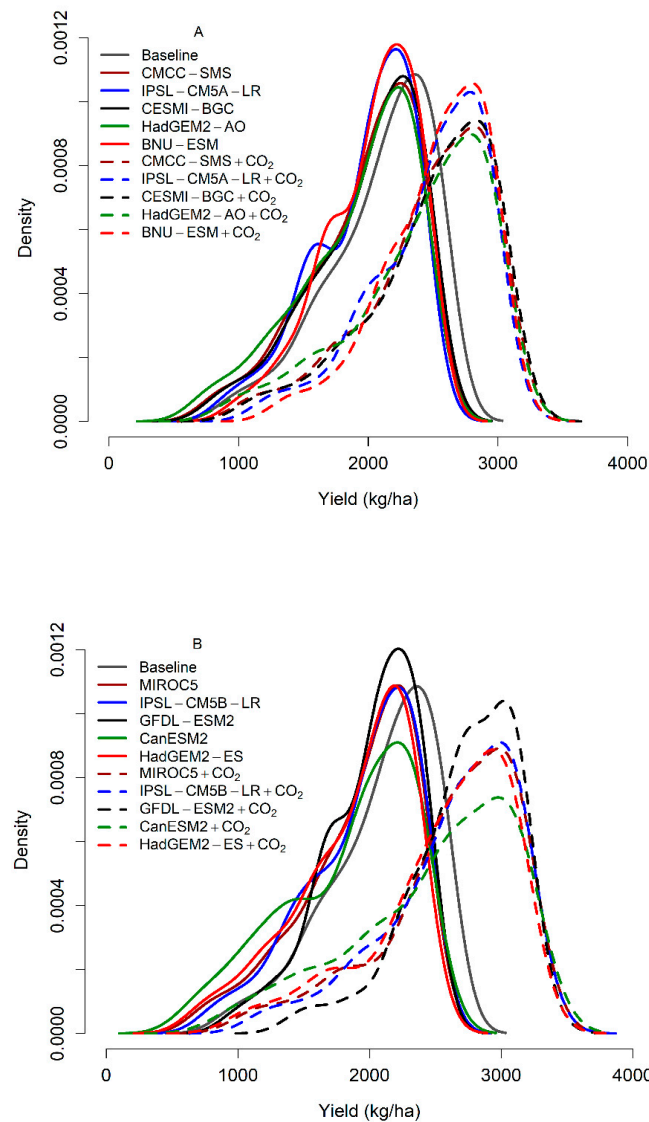 A
Baseline
CMCC-SMS
IPSL-CM5A-LR
CESMI-BGC
HadGEM2-AO
BNU-ESM
CMCC-SMS+CO₂
IPSL-CM5A-LR+CO₂
CESMI-BGC+CO₂
HadGEM2-AO+CO₂
BNU-ESM+CO₂
Density
0.0012
0.0008
0.0004
0.0000
0 1000 2000 3000 4000
Yield (kg/ha)
B
Baseline
MIROC5
IPSL-CM5B-LR
GFDL-ESM2
CanESM2
HadGEM2-ES
MIROC5+CO₂
IPSL-CM5B-LR+CO₂
GFDL-ESM2+CO₂
CanESM2+CO₂
HadGEM2-ES+CO₂
Density
0.0012
0.0008
0.0004
0.0000
0 1000 2000 3000 4000
Yield (kg/ha)